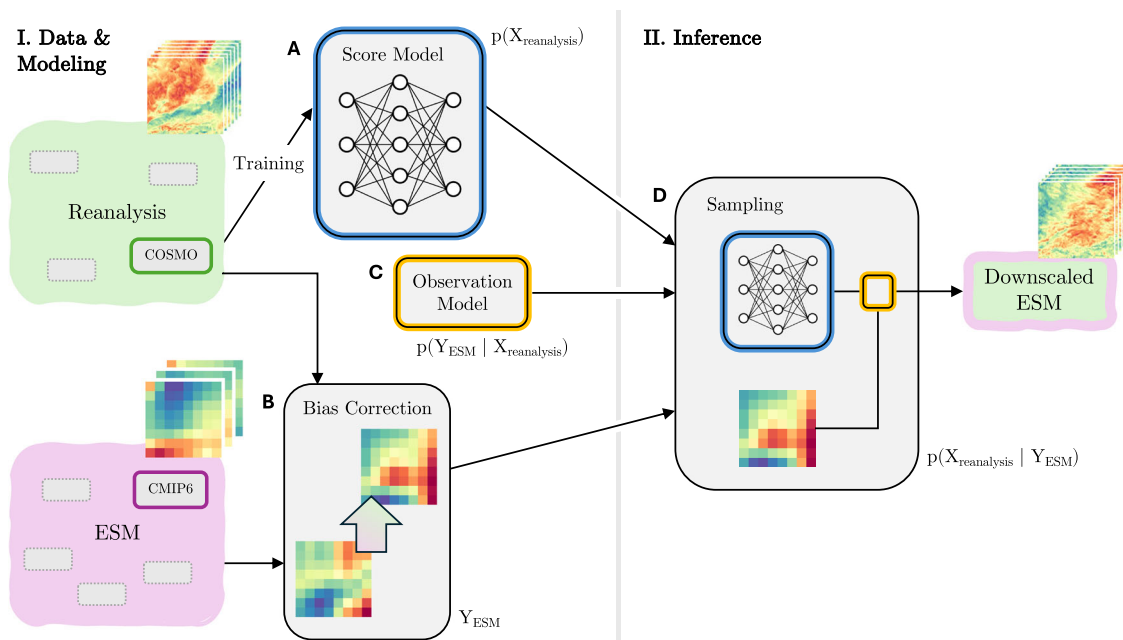 I. Data &
Modeling
Reanalysis
COSMO
Training
A
Score Model
p(X_reanalysis)
C
Observation
Model
p(Y_ESM | X_reanalysis)
ESM
CMIP6
B
Bias Correction
Y_ESM
II. Inference
D
Sampling
p(X_reanalysis | Y_ESM)
Downscaled
ESM